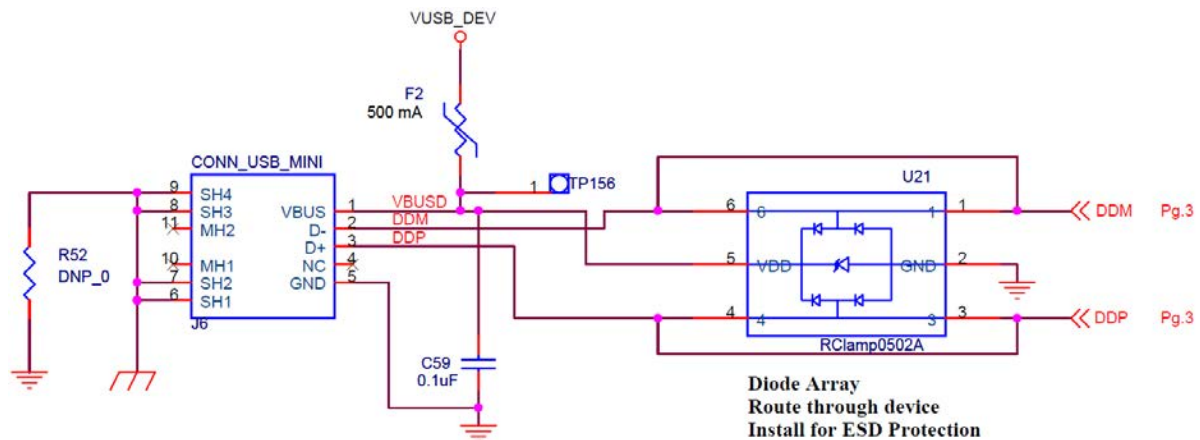 VUSB_DEV
F2
500 mA
CONN_USB_MINI
1 TP156
U21
9 SH4
8 SH3
11 MH2
10 MH1
7 SH2
6 SH1
VBUS 1 VBUSD
D- 2 DDM
D+ 3 DDP
NC 4
GND 5
J6
R52
DNP_0
C59
0.1uF
6 6 1 1 DDM Pg.3
5 VDD GND 2
4 4 3 3 DDP Pg.3
RClamp0502A
Diode Array
Route through device
Install for ESD Protection